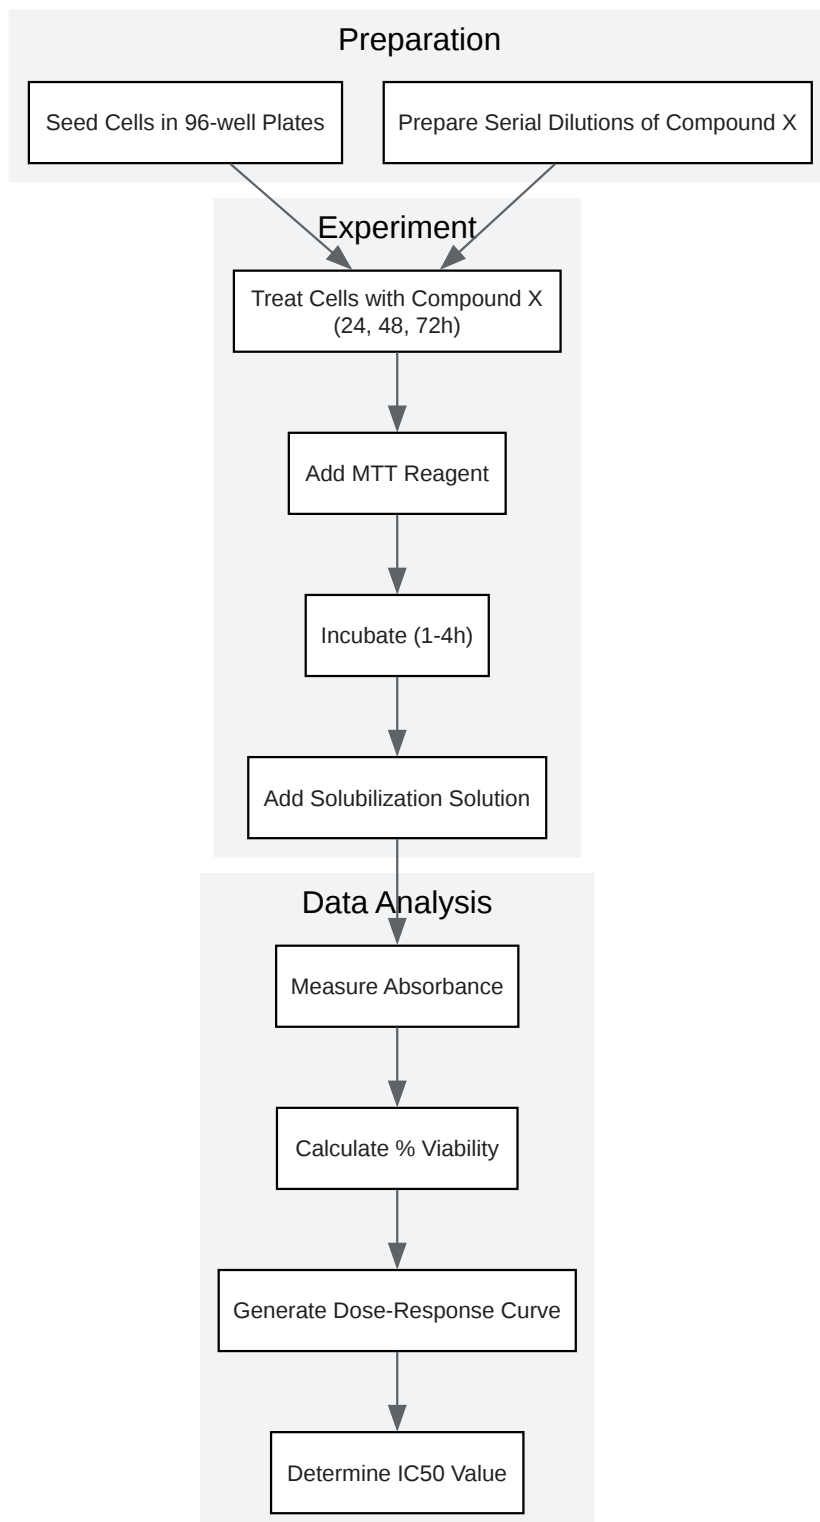 Preparation
Seed Cells in 96-well Plates
Prepare Serial Dilutions of Compound X
Experiment
Treat Cells with Compound X
(24, 48, 72h)
Add MTT Reagent
Incubate (1-4h)
Add Solubilization Solution
Data Analysis
Measure Absorbance
Calculate % Viability
Generate Dose-Response Curve
Determine IC50 Value